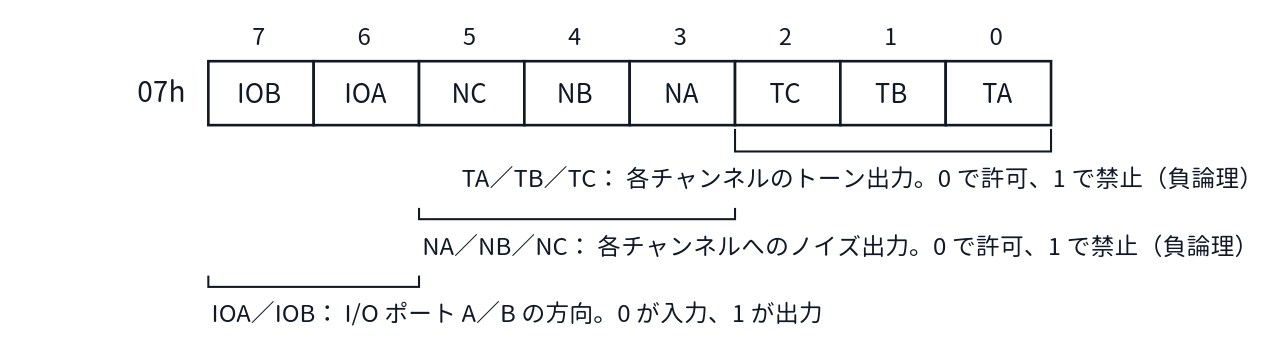 7 6 5 4 3 2 1 0
07h IOB IOA NC NB NA TC TB TA
TA／TB／TC： 各チャンネルのトーン出力。0 で許可、1 で禁止（負論理）
NA／NB／NC： 各チャンネルへのノイズ出力。0 で許可、1 で禁止（負論理）
IOA／IOB： I/O ポート A／B の方向。0 が入力、1 が出力